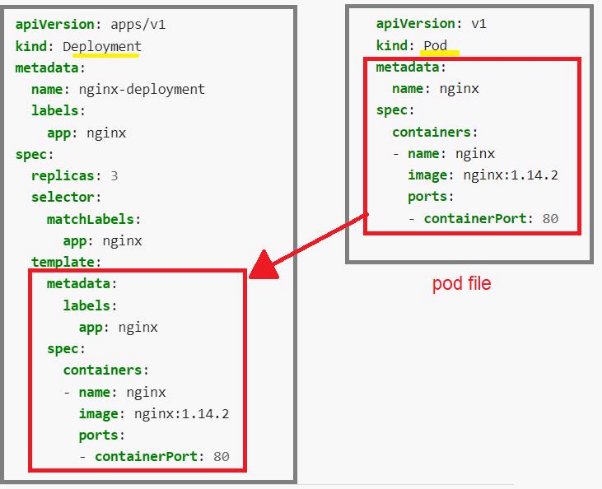 apiVersion: apps/v1
kind: Deployment
metadata:
  name: nginx-deployment
  labels:
    app: nginx
spec:
  replicas: 3
  selector:
    matchLabels:
      app: nginx
  template:
    metadata:
      labels:
        app: nginx
    spec:
      containers:
      - name: nginx
        image: nginx:1.14.2
        ports:
        - containerPort: 80
apiVersion: v1
kind: Pod
metadata:
  name: nginx
spec:
  containers:
  - name: nginx
    image: nginx:1.14.2
    ports:
    - containerPort: 80
pod file